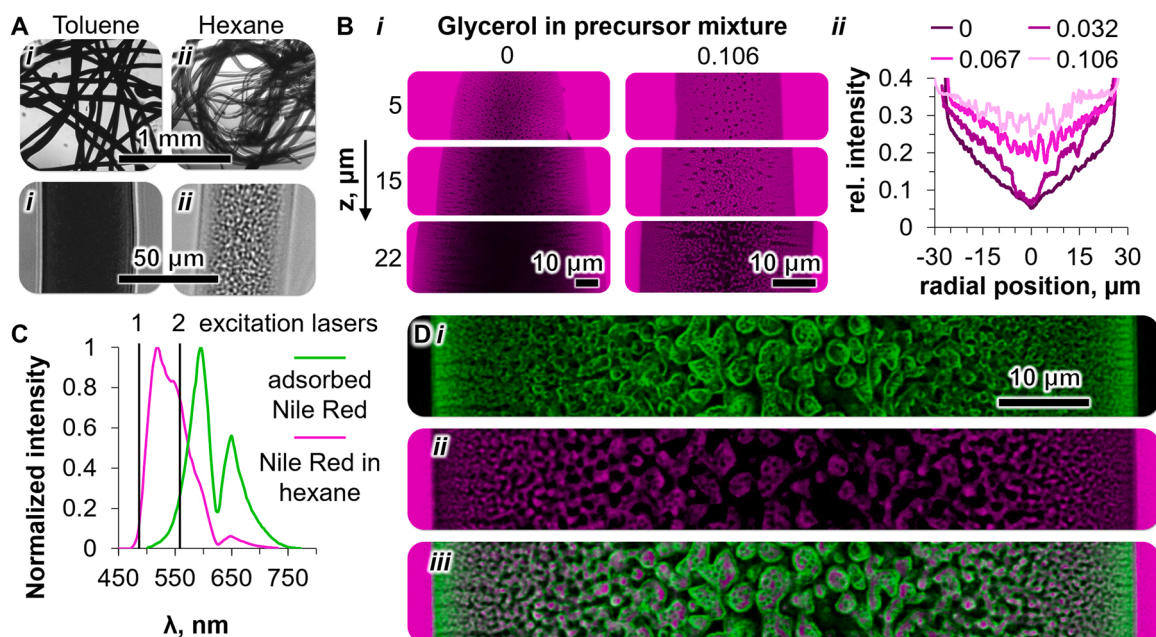 A
Toluene
Hexane
i
ii
1 mm
i
ii
50 µm
B
i
Glycerol in precursor mixture
0
0.106
5
15
22
z, µm
10 µm
10 µm
ii
0
0.032
0.067
0.106
rel. intensity
0.4
0.3
0.2
0.1
0
-30
-15
0
15
30
radial position, µm
C
1
2
excitation lasers
Normalized intensity
1
0.8
0.6
0.4
0.2
0
450
550
650
750
λ, nm
adsorbed
Nile Red
Nile Red in
hexane
D
i
10 µm
ii
iii